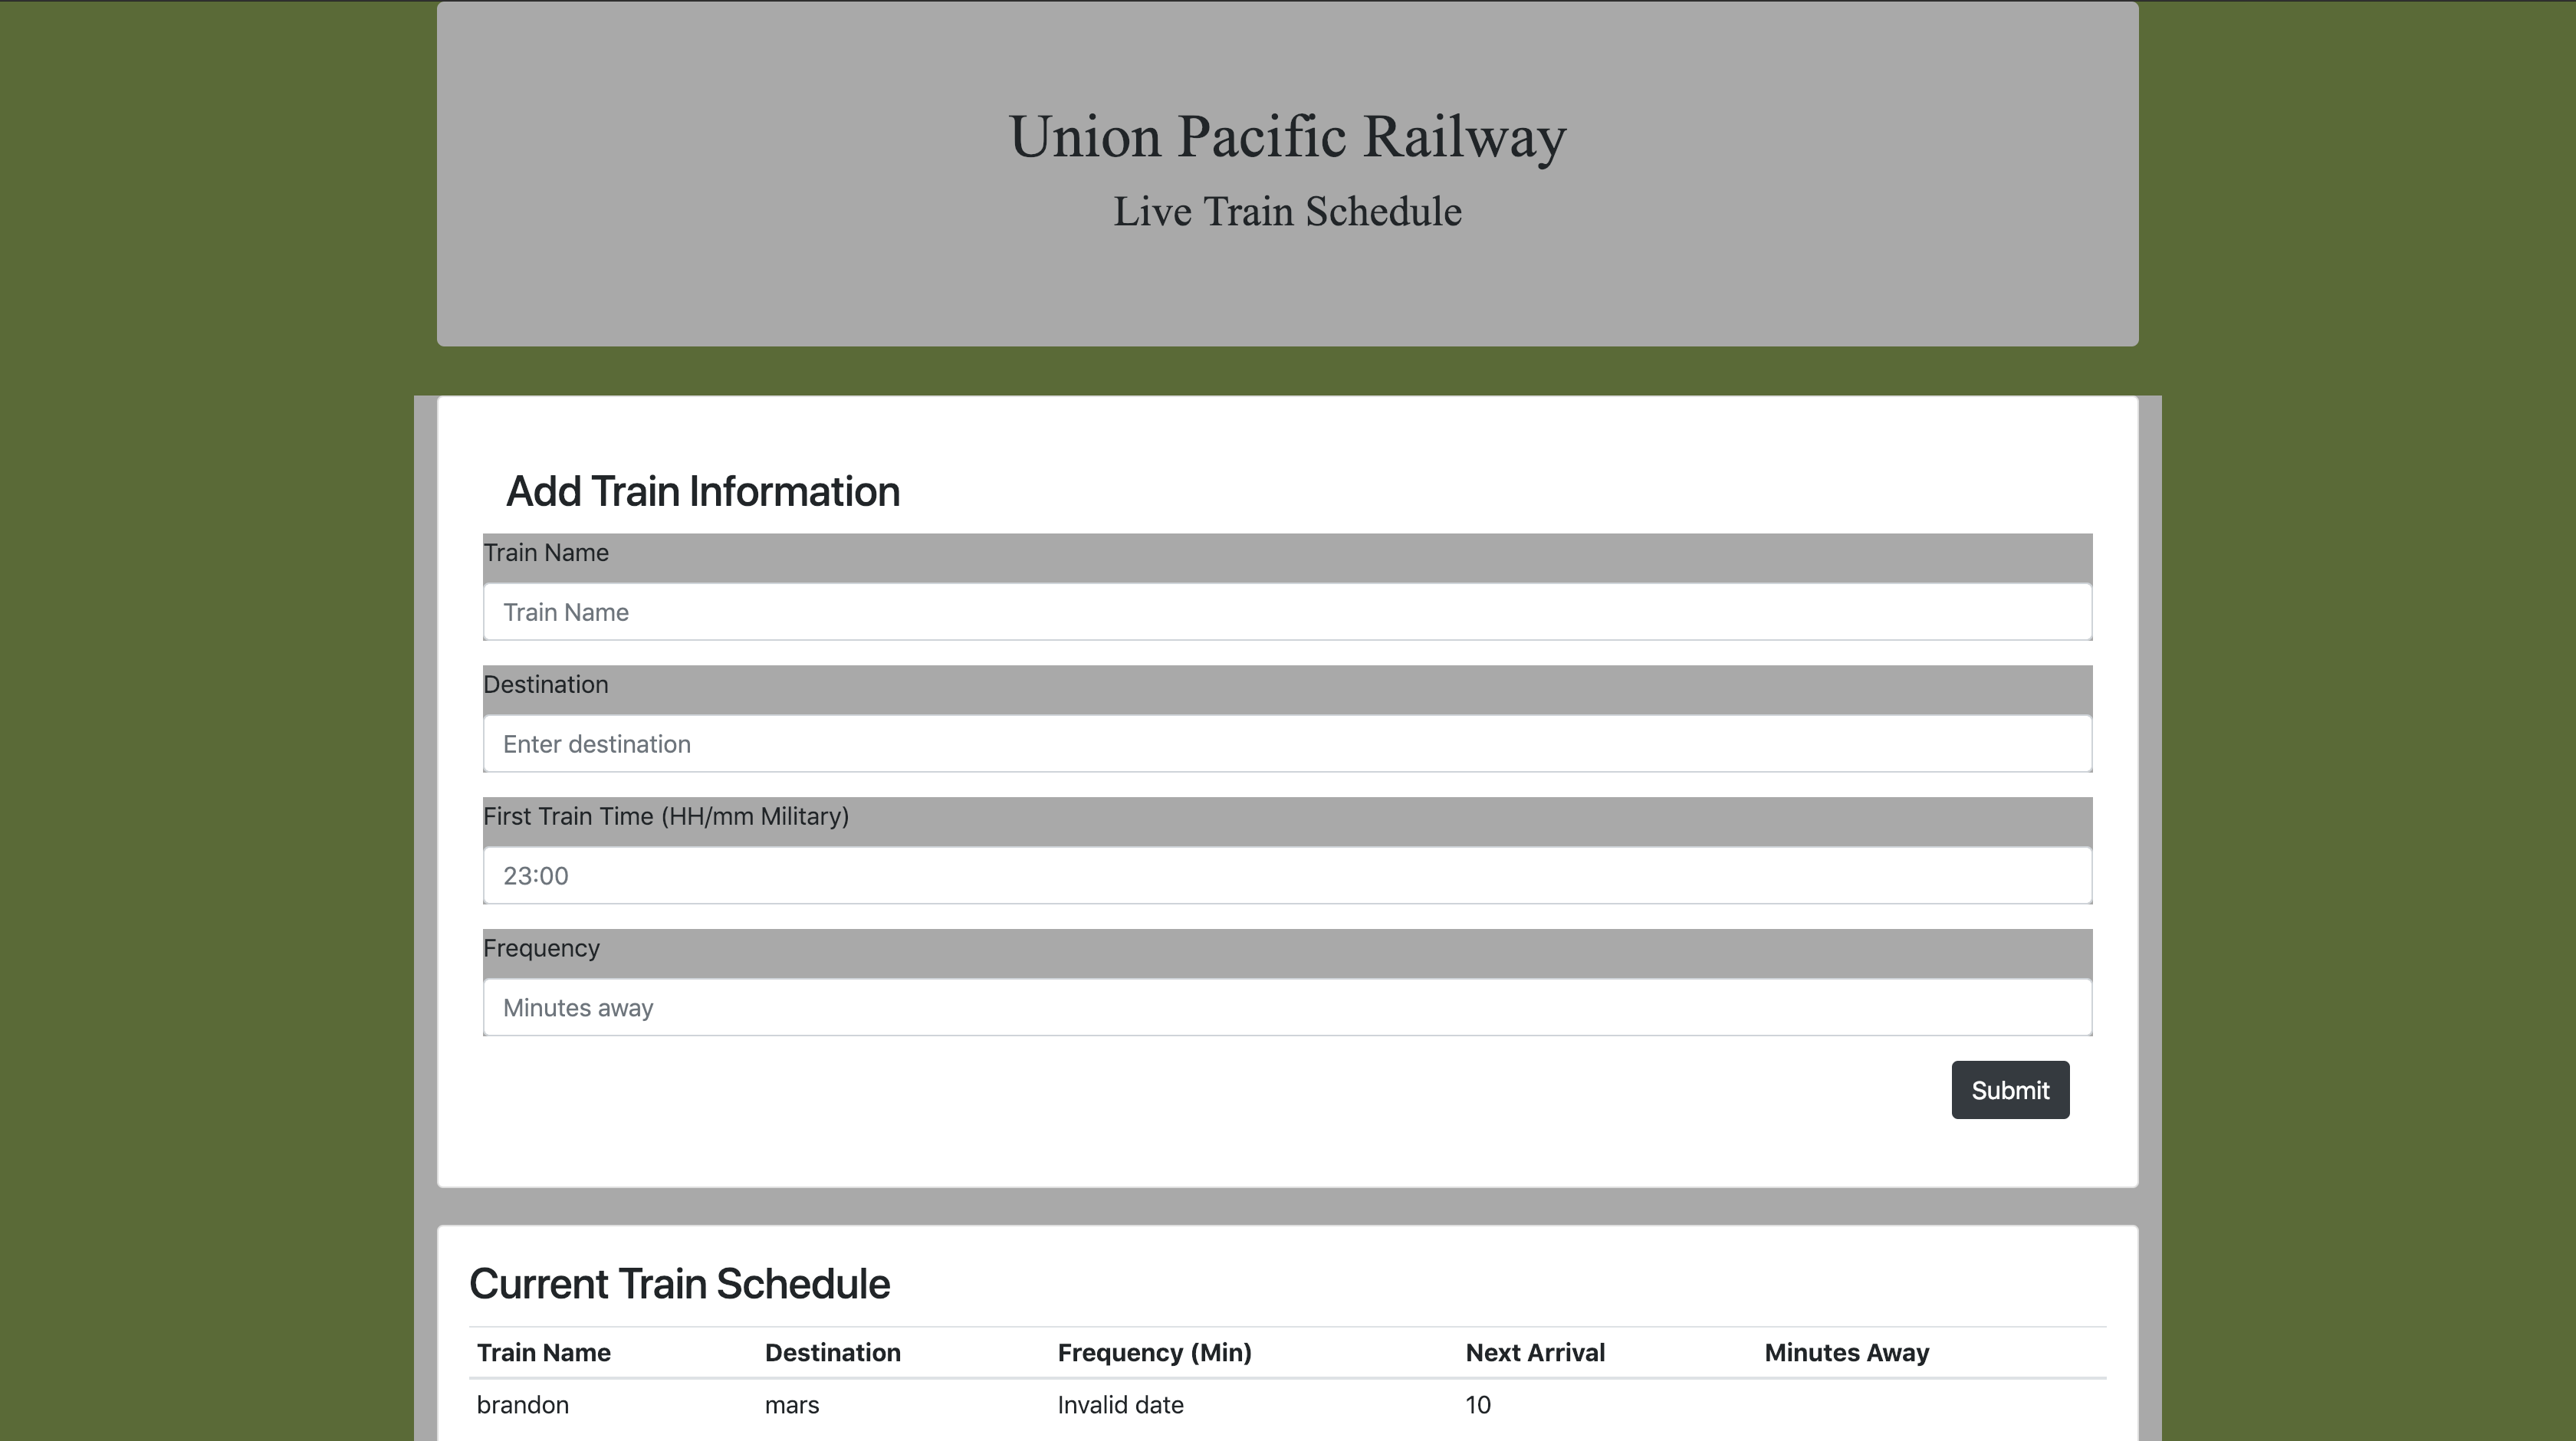 Union Pacific Railway
Live Train Schedule
Add Train Information
Train Name
Train Name
Destination
Enter destination
First Train Time (HH/mm Military)
23:00
Frequency
Minutes away
Submit
Current Train Schedule
Train Name Destination Frequency (Min) Next Arrival Minutes Away
brandon mars Invalid date 10